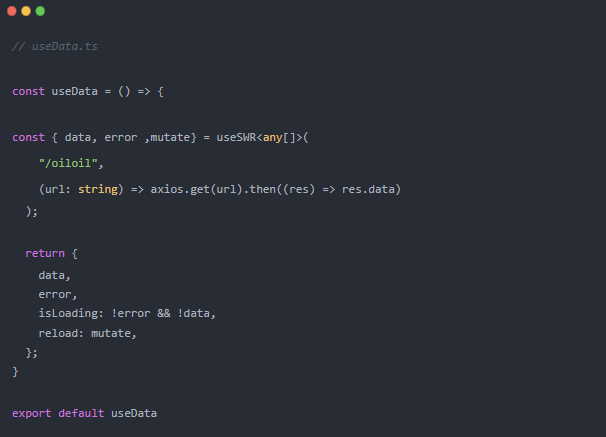 // useData.ts
const useData = () => {
const { data, error ,mutate} = useSWR<any[]>(
"/oiloil",
(url: string) => axios.get(url).then((res) => res.data)
);
return {
data,
error,
isLoading: !error && !data,
reload: mutate,
};
}
export default useData